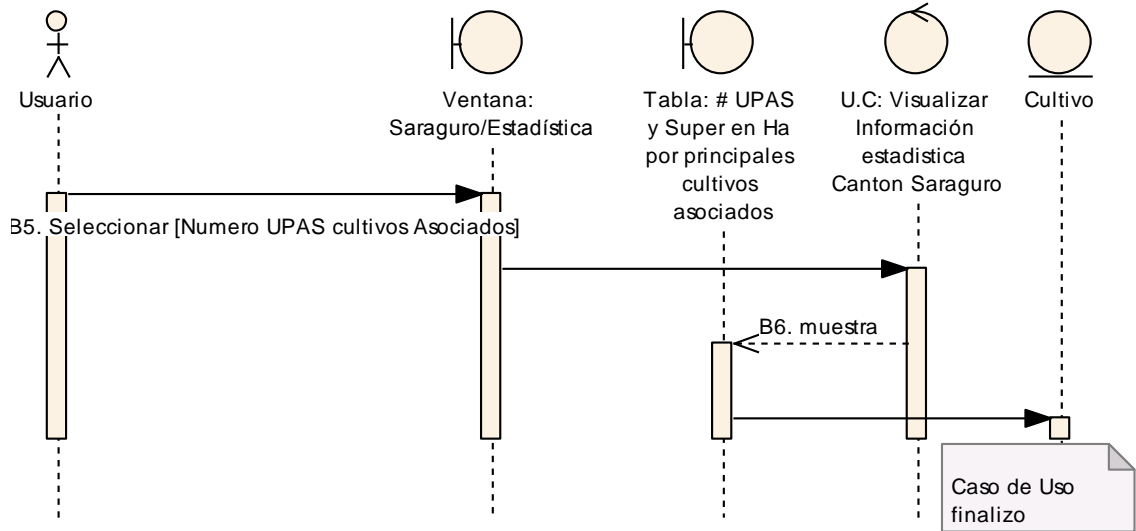 Usuario
Ventana:
Saraguro/Estadística
Tabla: # UPAS
y Super en Ha
por principales
cultivos
asociados
U.C: Visualizar
Información
estadistica
Canton Saraguro
Cultivo
B5. Seleccionar [Numero UPAS cultivos Asociados]
B6. muestra
Caso de Uso
finalizo